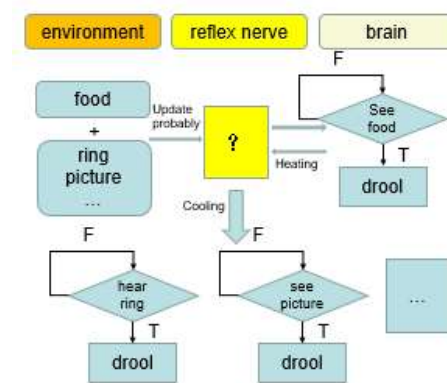 environment
reflex nerve
brain
F
food
+
ring
picture
...
Update
probably
?
Heating
See
food
T
drool
Cooling
F
hear
ring
T
drool
F
see
picture
T
drool
...